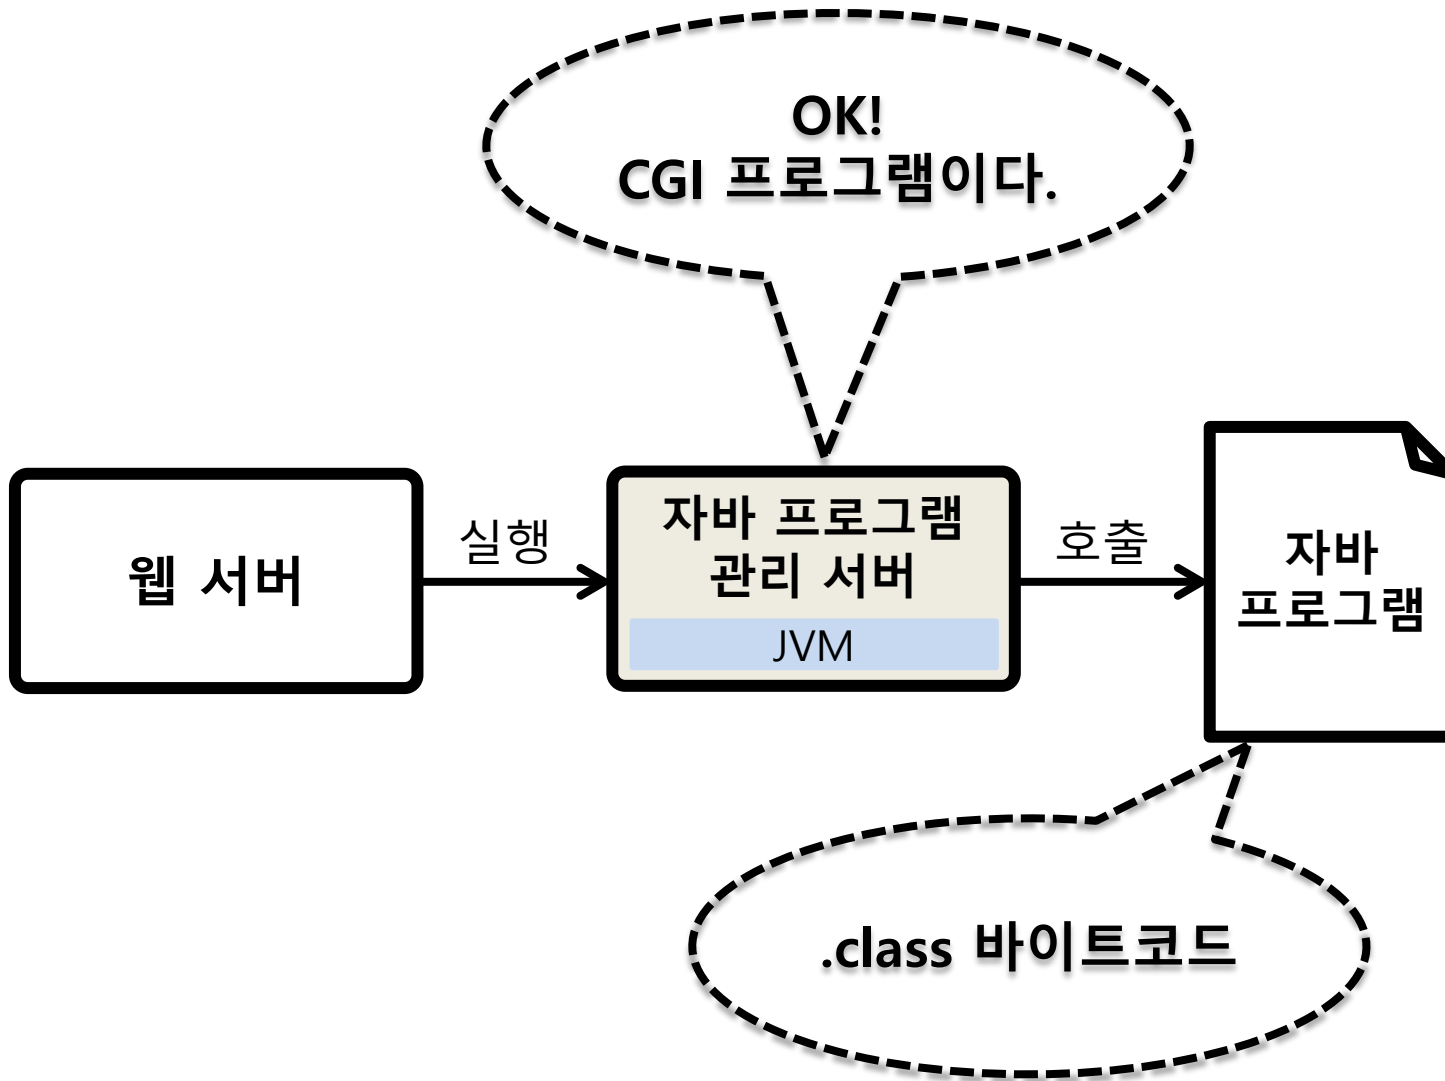 OK!
CGI 프로그램이다.
웹 서버
실행
자바 프로그램
관리 서버
JVM
호출
자바
프로그램
.class 바이트코드